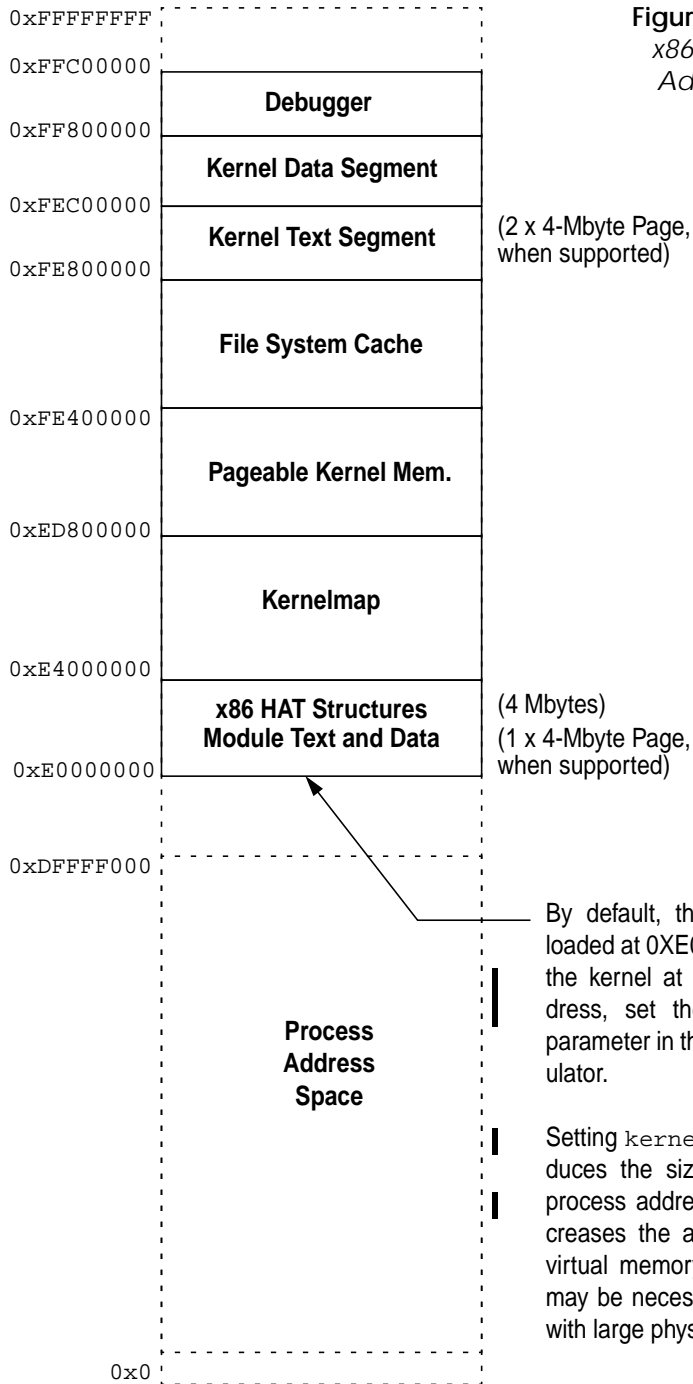 0xFFFFFFFF
Figur
x86
Ad
0xFFC00000
Debugger
0xFF800000
Kernel Data Segment
0xFEC00000
Kernel Text Segment
(2 x 4-Mbyte Page,
when supported)
0xFE800000
File System Cache
0xFE400000
Pageable Kernel Mem.
0xED800000
Kernelmap
0xE4000000
x86 HAT Structures
Module Text and Data
(4 Mbytes)
(1 x 4-Mbyte Page,
when supported)
0xE0000000
0xDFFFF000
By default, th
loaded at 0XE0
the kernel at
dress, set the
parameter in th
ulator.
Process
Address
Space
Setting kerne
duces the siz
process addre
creases the a
virtual memor
may be neces
with large phys
0x0